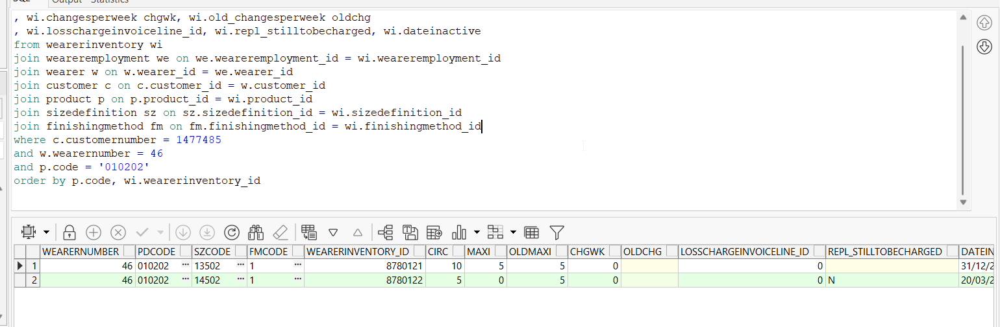 SQL Output Statistics
, wi.changesperweek chgwk, wi.old_changesperweek oldchg
, wi.losschargeinvoiceline_id, wi.repl_stilltobecharged, wi.dateinactive
from wearerinventory wi
join weareremployment we on we.weareremployment_id = wi.weareremployment_id
join wearer w on w.wearer_id = we.wearer_id
join customer c on c.customer_id = w.customer_id
join product p on p.product_id = wi.product_id
join sizedefinition sz on sz.sizedefinition_id = wi.sizedefinition_id
join finishingmethod fm on fm.finishingmethod_id = wi.finishingmethod_id
where c.customernumber = 1477485
and w.wearernumber = 46
and p.code = '010202'
order by p.code, wi.wearerinventory_id
WEARERNUMBER PDCODE SZCODE FMCODE WEARERINVENTORY_ID CIRC MAXI OLDMAXI CHGWK OLDCHG LOSSCHARGEINVOICELINE_ID REPL_STILLTOBECHARGED DATEIN
1 46 010202 ... 13502 ... 1 ... 8780121 10 5 5 0 0 31/12/2
2 46 010202 ... 14502 ... 1 ... 8780122 5 0 5 0 0 N 20/03/2